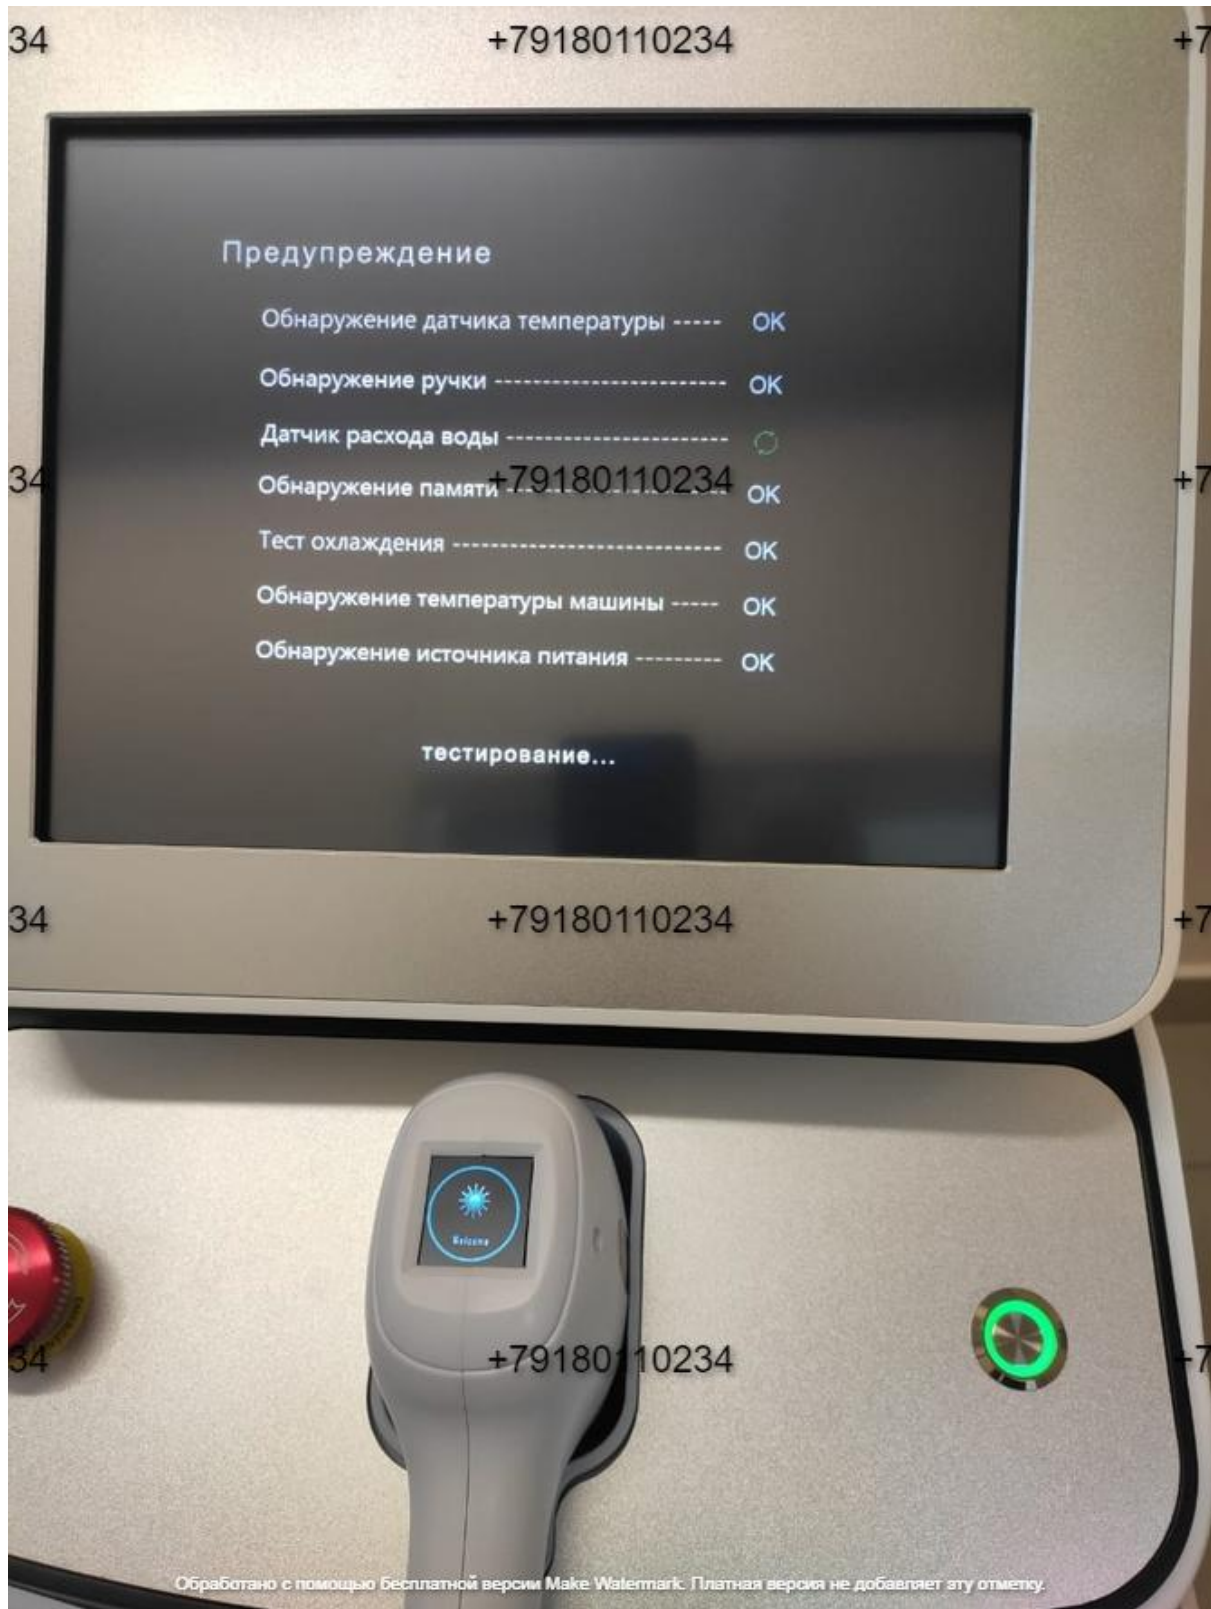 34 +79180110234 +7
Предупреждение
Обнаружение датчика температуры ----- OK
Обнаружение ручки ------------------------ OK
Датчик расхода воды -----------------------
34 +79180110234 +7
Обнаружение памяти ----------------------- OK
Тест охлаждения ---------------------------- OK
Обнаружение температуры машины ----- OK
Обнаружение источника питания --------- OK
тестирование...
34 +79180110234 +7
Welcome
34 +79180110234 +7
Обработано с помощью бесплатной версии Make Watermark. Платная версия не добавляет эту отметку.